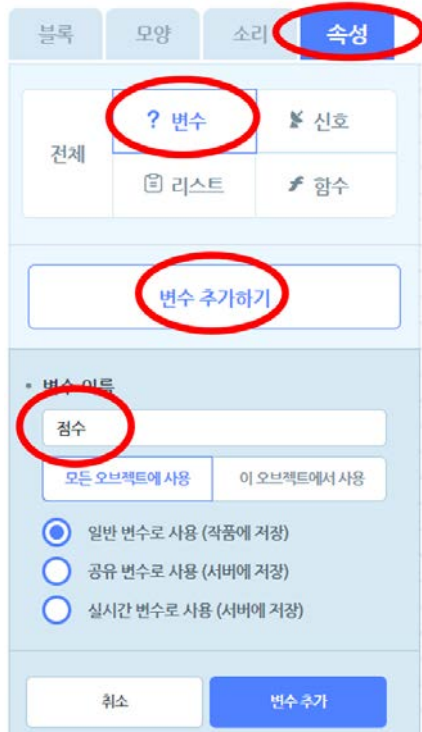 블록 모양 소리 속성
? 변수 신호
전체
리스트 f 함수
변수 추가하기
변수 이름
점수
모든 오브젝트에 사용 이 오브젝트에서 사용
일반 변수로 사용 (작품에 저장)
공유 변수로 사용 (서버에 저장)
실시간 변수로 사용 (서버에 저장)
취소 변수 추가